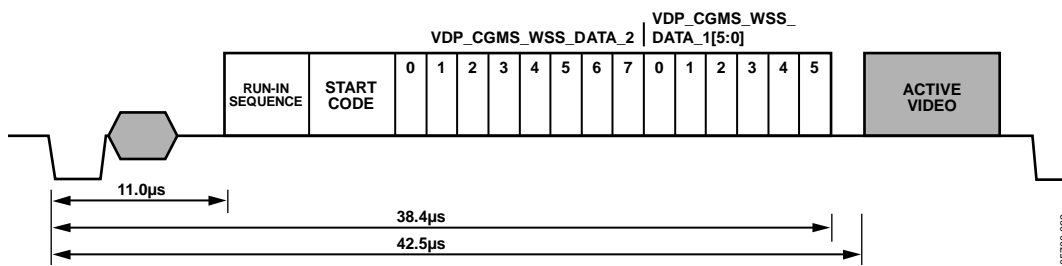 VDP_CGMS_WSS_DATA_2
VDP_CGMS_WSS_
DATA_1[5:0]
RUN-IN
SEQUENCE
START
CODE
0 1 2 3 4 5 6 7 0 1 2 3 4 5
ACTIVE
VIDEO
11.0µs
38.4µs
42.5µs